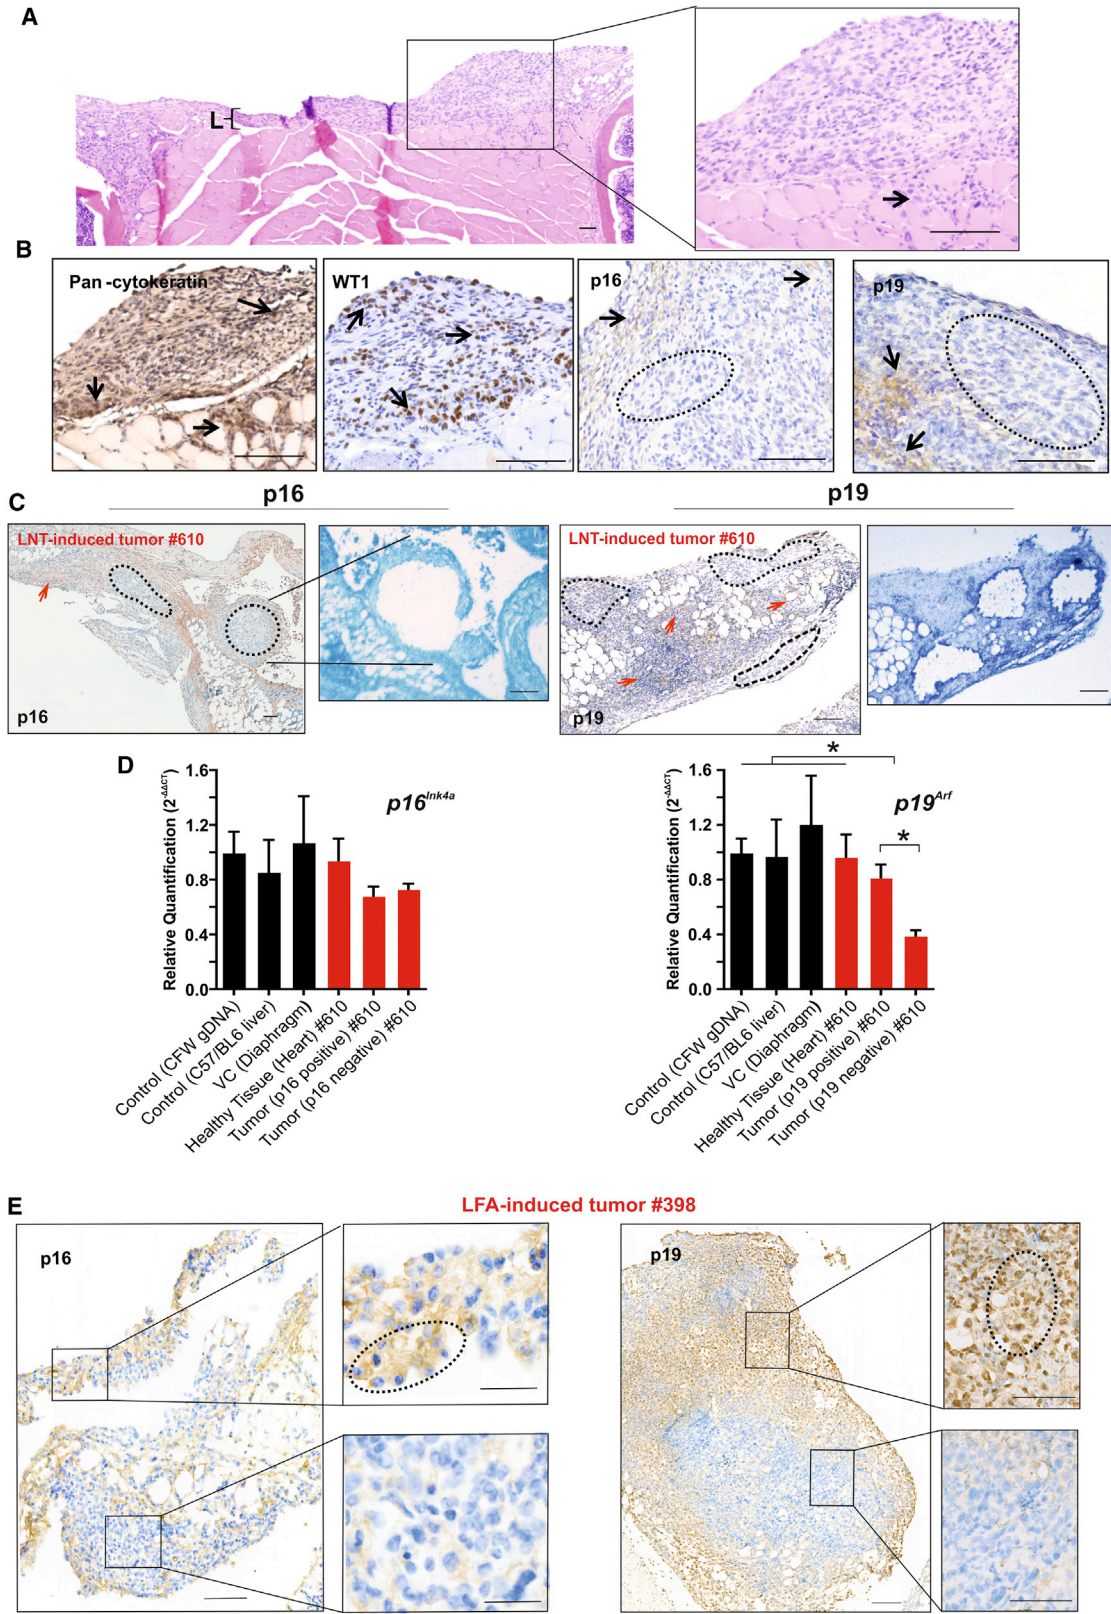 A
L
B
Pan -cytokeratin
WT1
p16
p19
C
p16
p19
LNT-induced tumor #610
p16
LNT-induced tumor #610
p19
D
Relative Quantification (2^-ΔΔCT)
1.6
1.2
0.8
0.4
0.0
p16^Ink4a
Control (CFW gDNA)
Control (C57/BL6 liver)
VC (Diaphragm)
Healthy Tissue (Heart) #610
Tumor (p16 positive) #610
Tumor (p16 negative) #610
Relative Quantification (2^-ΔΔCT)
1.6
1.2
0.8
0.4
0.0
*
p19^Arf
*
Control (CFW gDNA)
Control (C57/BL6 liver)
VC (Diaphragm)
Healthy Tissue (Heart) #610
Tumor (p19 positive) #610
Tumor (p19 negative) #610
E
LFA-induced tumor #398
p16
p19